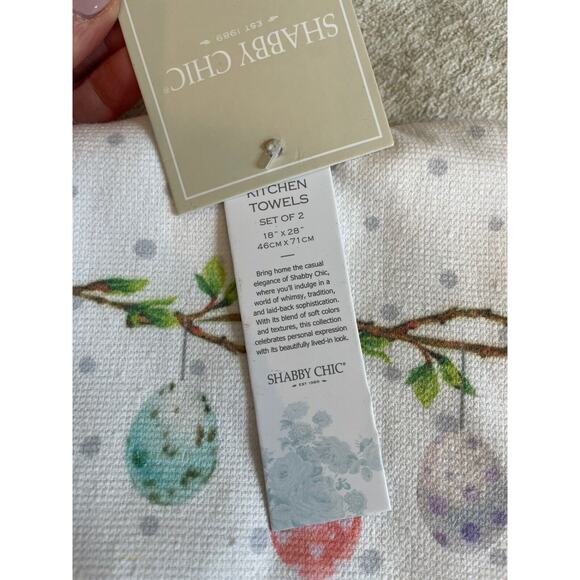 SHABBY CHIC®
EST 1989
KITCHEN
TOWELS
SET OF 2
18" X 28"
46CM X 71CM
Bring home the casual
elegance of Shabby Chic,
where you'll indulge in a
world of whimsy, tradition,
and laid-back sophistication.
With its blend of soft colors
and textures, this collection
celebrates personal expression
with its beautifully lived-in look.
SHABBY CHIC®
EST 1989